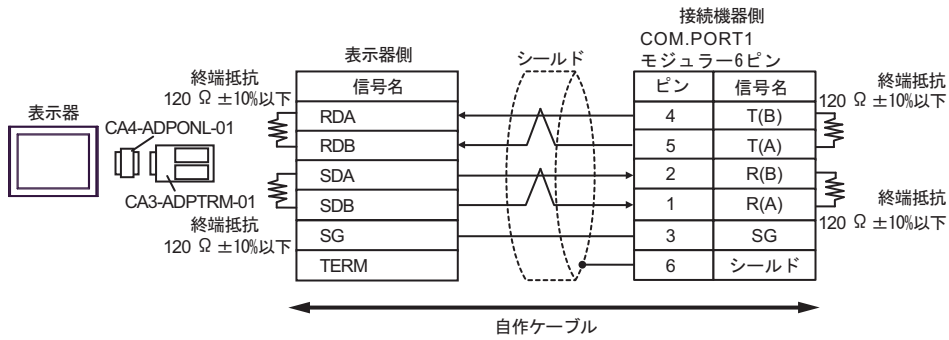 接続機器側
COM.PORT1
モジュラー6ピン
表示器側
シールド
終端抵抗
120 Ω ±10%以下
信号名
ピン 信号名
終端抵抗
120 Ω ±10%以下
表示器
CA4-ADPONL-01
CA3-ADPTRM-01
RDA 4 T(B)
RDB 5 T(A)
SDA 2 R(B)
SDB 1 R(A)
SG 3 SG
TERM 6 シールド
終端抵抗
120 Ω ±10%以下
終端抵抗
120 Ω ±10%以下
自作ケーブル